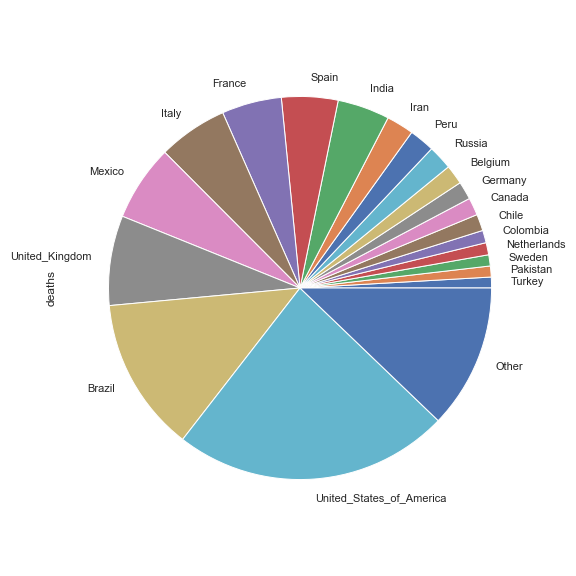 Spain
France
India
Iran
Italy
Peru
Russia
Belgium
Mexico
Germany
Canada
Chile
Colombia
Netherlands
United_Kingdom
Sweden
Pakistan
Turkey
deaths
Other
Brazil
United_States_of_America